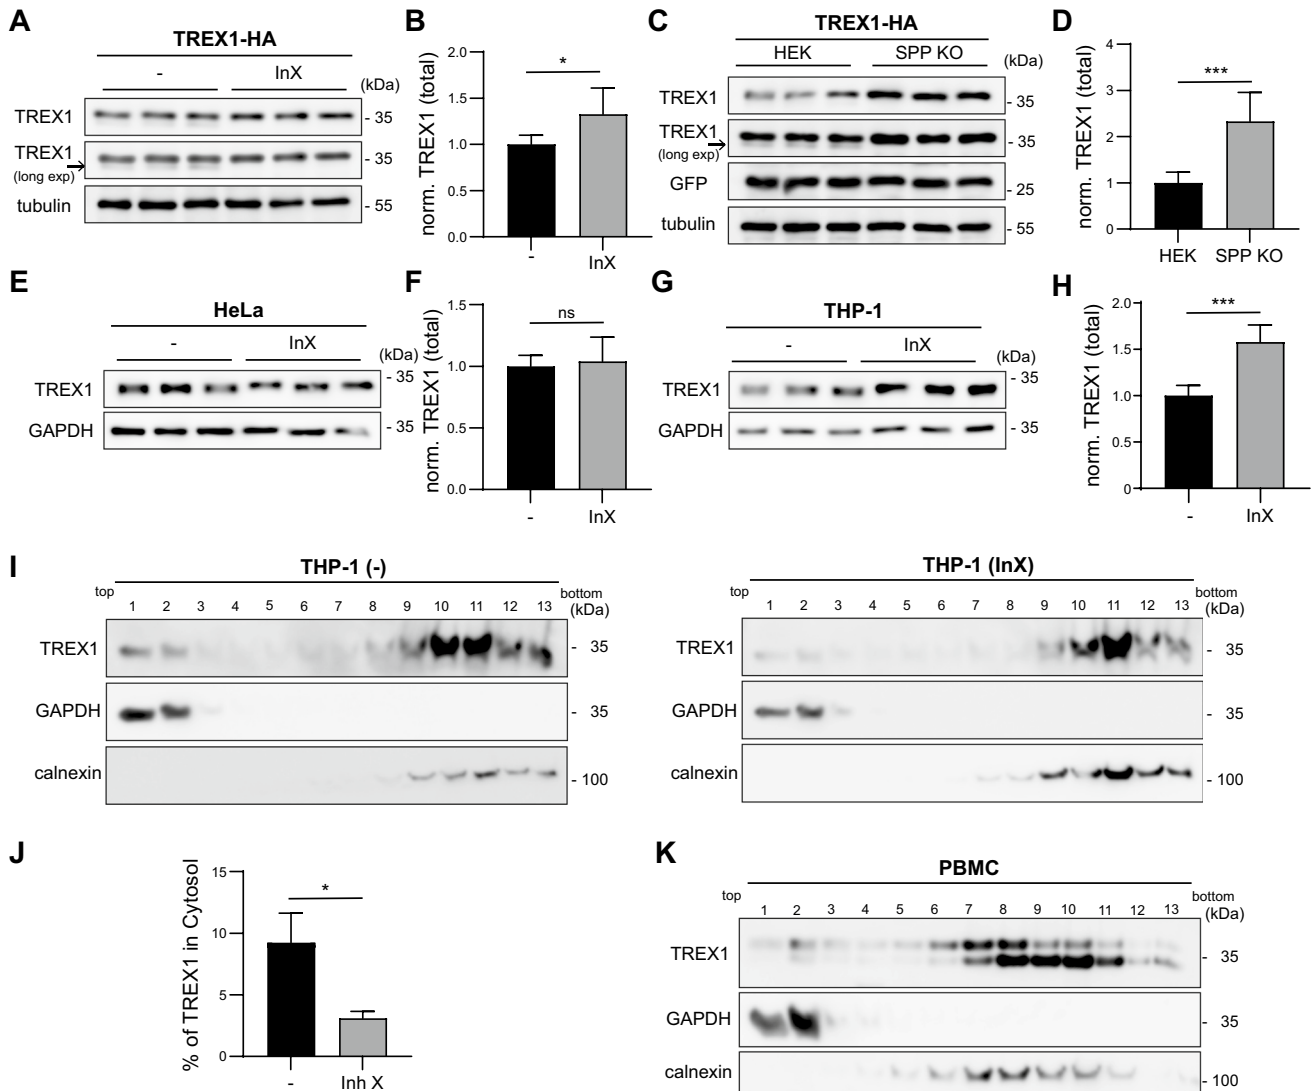 A
TREX1-HA
-
InX
(kDa)
TREX1
- 35
TREX1
(long exp)
- 35
tubulin
- 55
B
norm. TREX1 (total)
2.0
1.5
1.0
0.5
0.0
*
-
InX
C
TREX1-HA
HEK
SPP KO
(kDa)
TREX1
- 35
TREX1
(long exp)
- 35
GFP
- 25
tubulin
- 55
D
norm. TREX1 (total)
4
3
2
1
0
***
HEK
SPP KO
E
HeLa
-
InX
(kDa)
TREX1
- 35
GAPDH
- 35
F
norm. TREX1 (total)
1.5
1.0
0.5
0.0
ns
-
InX
G
THP-1
-
InX
(kDa)
TREX1
- 35
GAPDH
- 35
H
norm. TREX1 (total)
2.0
1.5
1.0
0.5
0
***
-
InX
I
THP-1 (-)
top
bottom
1 2 3 4 5 6 7 8 9 10 11 12 13
(kDa)
TREX1
- 35
GAPDH
- 35
calnexin
- 100
THP-1 (InX)
top
bottom
1 2 3 4 5 6 7 8 9 10 11 12 13
(kDa)
TREX1
- 35
GAPDH
- 35
calnexin
- 100
J
% of TREX1 in Cytosol
15
10
5
0
*
-
Inh X
K
PBMC
top
bottom
1 2 3 4 5 6 7 8 9 10 11 12 13
(kDa)
TREX1
- 35
GAPDH
- 35
calnexin
- 100